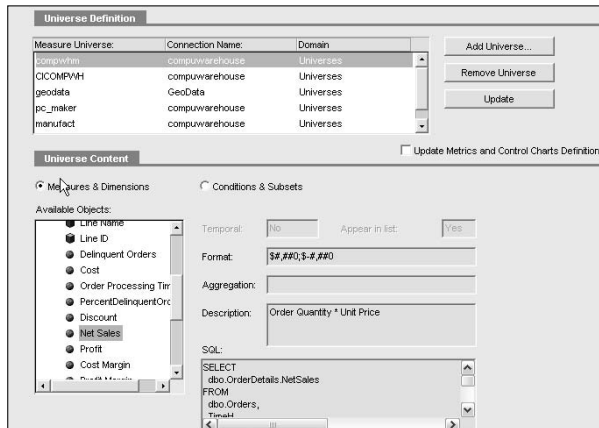 Universe Definition
Measure Universe: Connection Name: Domain
compwhm compuwarehouse Universes
CICOMPWH compuwarehouse Universes
geodata GeoData Universes
pc_maker compuwarehouse Universes
manufact compuwarehouse Universes
Add Universe...
Remove Universe
Update
Universe Content
Update Metrics and Control Charts Definition
Measures & Dimensions Conditions & Subsets
Available Objects:
Line Name
Line ID
Delinquent Orders
Cost
Order Processing Tim
PercentDelinquentOrc
Discount
Net Sales
Profit
Cost Margin
Profit Margin
Temporal: No Appear in list: Yes
Format: $#,##0;$-#,##0
Aggregation:
Description: Order Quantity * Unit Price
SQL:
SELECT
dbo.OrderDetails.NetSales
FROM
dbo.Orders,
TimeH